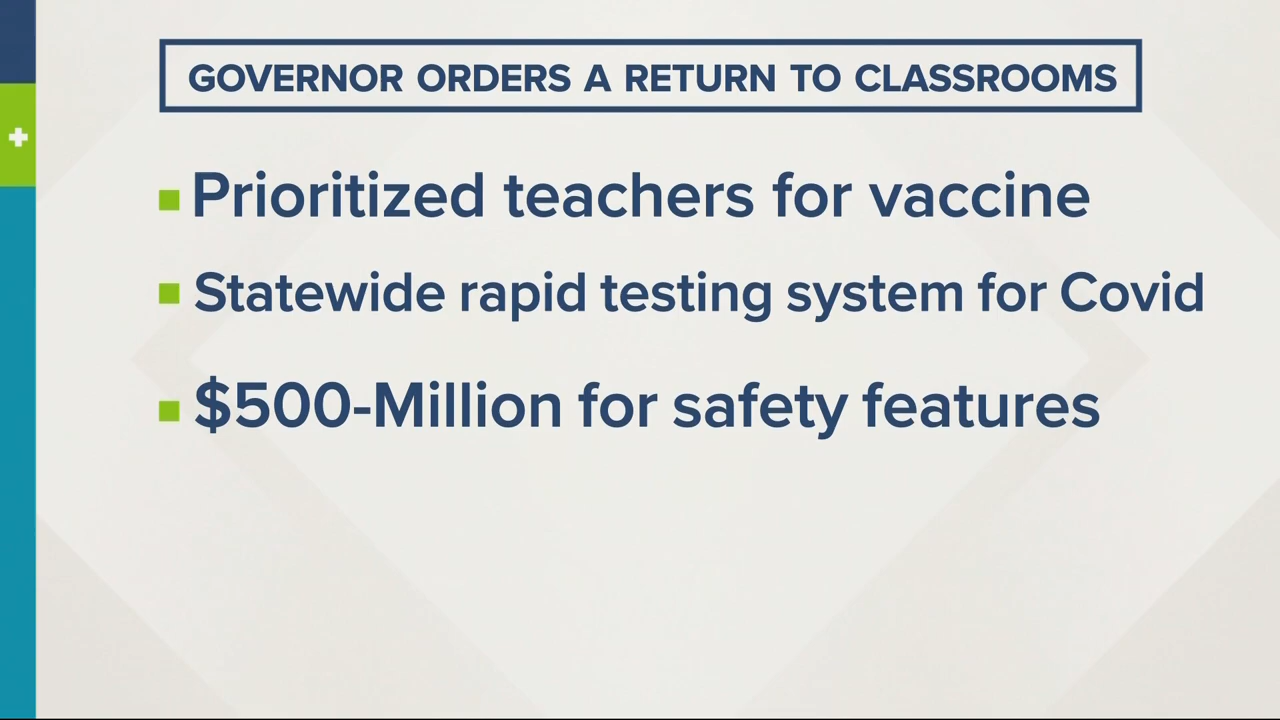 GOVERNOR ORDERS A RETURN TO CLASSROOMS
Prioritized teachers for vaccine
Statewide rapid testing system for Covid
$500-Million for safety features